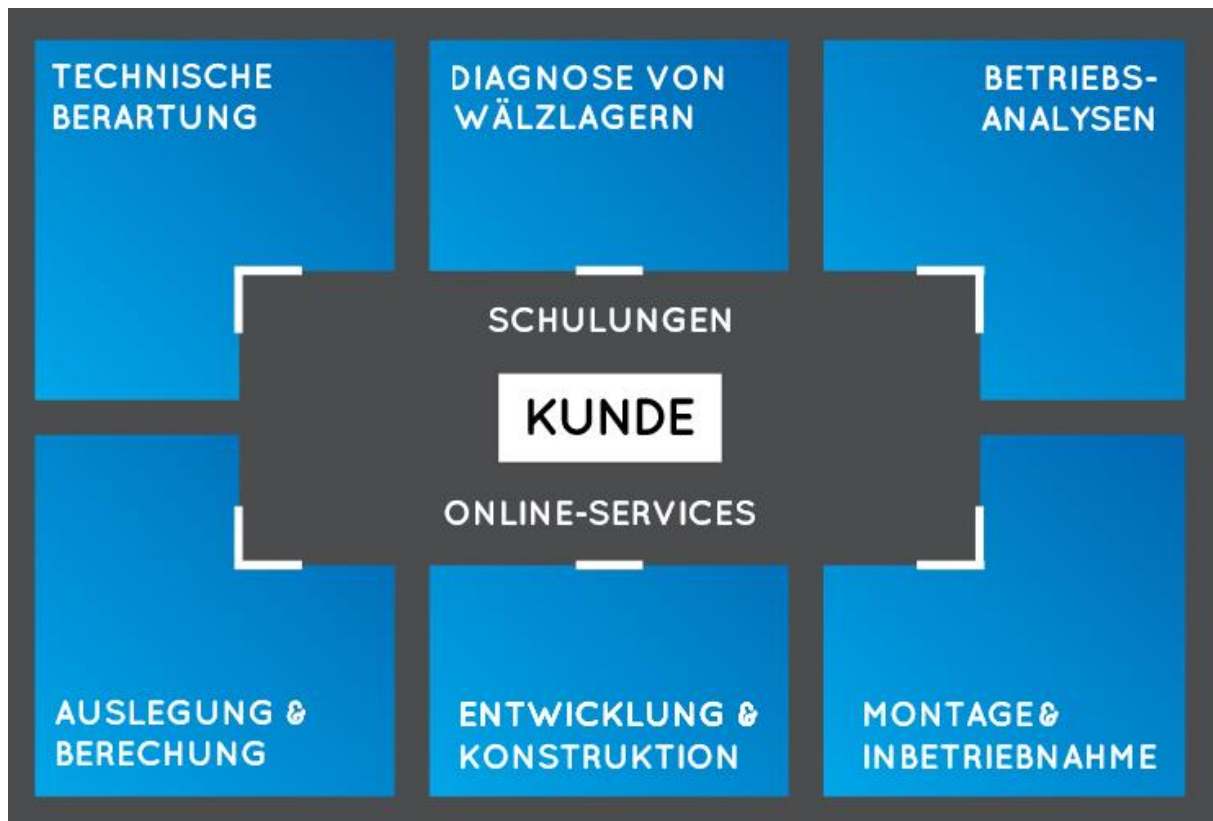 TECHNISCHE
BERARTUNG
DIAGNOSE VON
WÄLZLAGERN
BETRIEBS-
ANALYSEN
SCHULUNGEN
KUNDE
ONLINE-SERVICES
AUSLEGUNG &
BERECHUNG
ENTWICKLUNG &
KONSTRUKTION
MONTAGE&
INBETRIEBNAHME